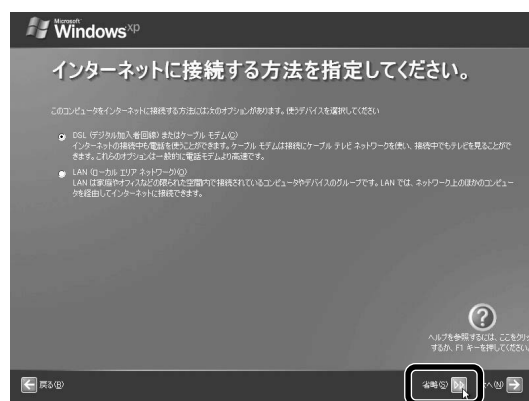 Microsoft
Windows xp
インターネットに接続する方法を指定してください。
このコンピュータをインターネットに接続する方法には次のオプションがあります。使うデバイスを選択してください
DSL (デジタル加入者回線) またはケーブル モデム(C)
インターネットの接続中も電話を使うことができます。ケーブル モデムは接続にケーブル テレビ ネットワークを使い、接続中でもテレビを見ることがで
きます。これらのオプションは一般的に電話モデムより高速です。
LAN (ローカル エリア ネットワーク)(O)
LAN は家庭やオフィスなどの限られた空間内で接続されているコンピュータやデバイスのグループです。LAN では、ネットワーク上のほかのコンピュー
タを経由してインターネットに接続できます。
?
ヘルプを参照するには、ここをクリッ
するか、F1 キーを押してください
戻る(B)
省略(S)
へ(N)